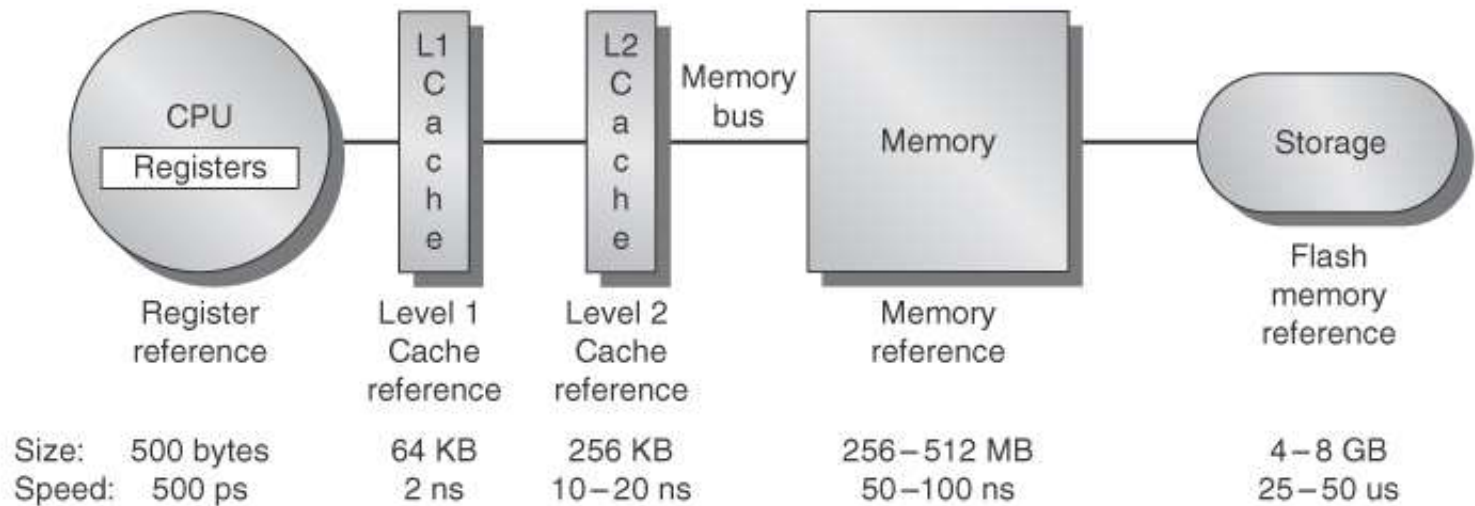 CPU
Registers
L1
C
a
c
h
e
L2
C
a
c
h
e
Memory
bus
Memory
Storage
Register
reference
Level 1
Cache
reference
Level 2
Cache
reference
Memory
reference
Flash
memory
reference
Size: 500 bytes 64 KB 256 KB 256–512 MB 4–8 GB
Speed: 500 ps 2 ns 10–20 ns 50–100 ns 25–50 us